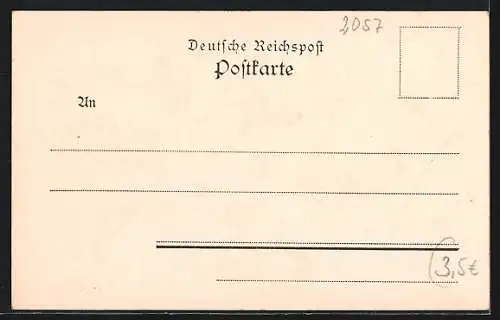 2057
Deutsche Reichspost
Postkarte
An
3,5€